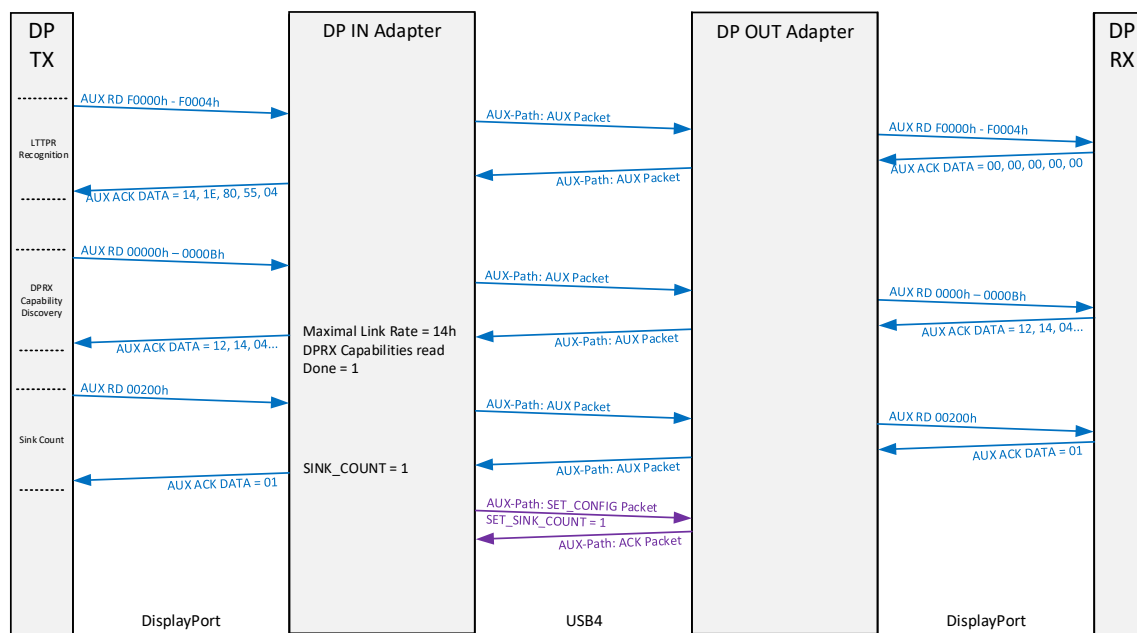 DP
TX
DP IN Adapter
DP OUT Adapter
DP
RX
AUX RD F0000h - F0004h
AUX-Path: AUX Packet
AUX RD F0000h - F0004h
LTTPR
Recognition
AUX ACK DATA = 00, 00, 00, 00, 00
AUX-Path: AUX Packet
AUX ACK DATA = 14, 1E, 80, 55, 04
AUX RD 00000h – 0000Bh
AUX-Path: AUX Packet
AUX RD 0000h – 0000Bh
DPRX
Capability
Discovery
AUX ACK DATA = 12, 14, 04...
AUX-Path: AUX Packet
Maximal Link Rate = 14h
DPRX Capabilities read
Done = 1
AUX ACK DATA = 12, 14, 04...
AUX RD 00200h
AUX-Path: AUX Packet
AUX RD 00200h
Sink Count
AUX ACK DATA = 01
AUX-Path: AUX Packet
SINK_COUNT = 1
AUX ACK DATA = 01
AUX-Path: SET_CONFIG Packet
SET_SINK_COUNT = 1
AUX-Path: ACK Packet
DisplayPort
USB4
DisplayPort